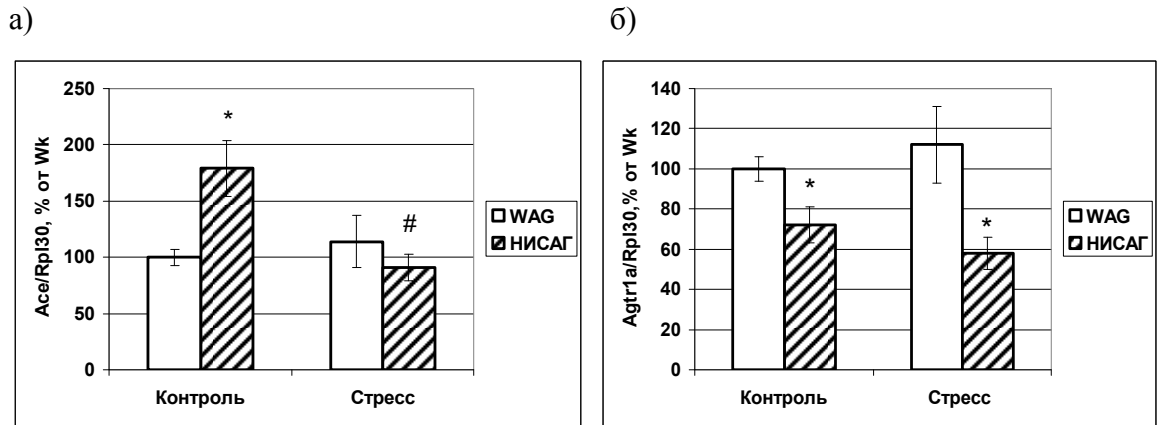 а)
б)
Ace/Rpl30, % от Wk
250
200
150
100
50
0
*
#
Контроль
Стресс
WAG
НИСАГ
Agtr1a/Rpl30,% от Wk
140
120
100
80
60
40
20
0
*
*
Контроль
Стресс
WAG
НИСАГ